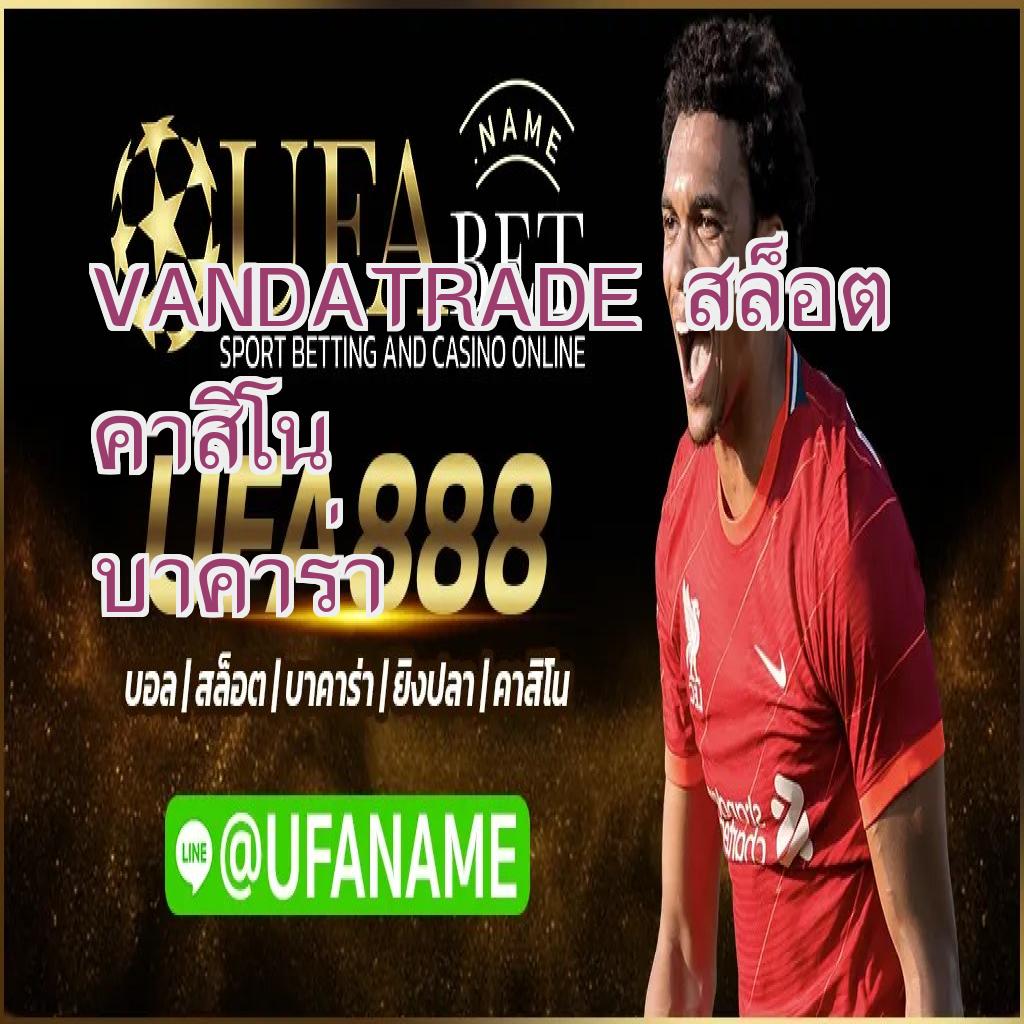 .NAME
UFABET
VANDATRADE สล็อต
SPORT BETTING AND CASINO ONLINE
คาสิโน
UFA888
บาคาร่า
บอล | สล็อต | บาคาร่า | ยิงปลา | คาสิโน
LINE @UFANAME